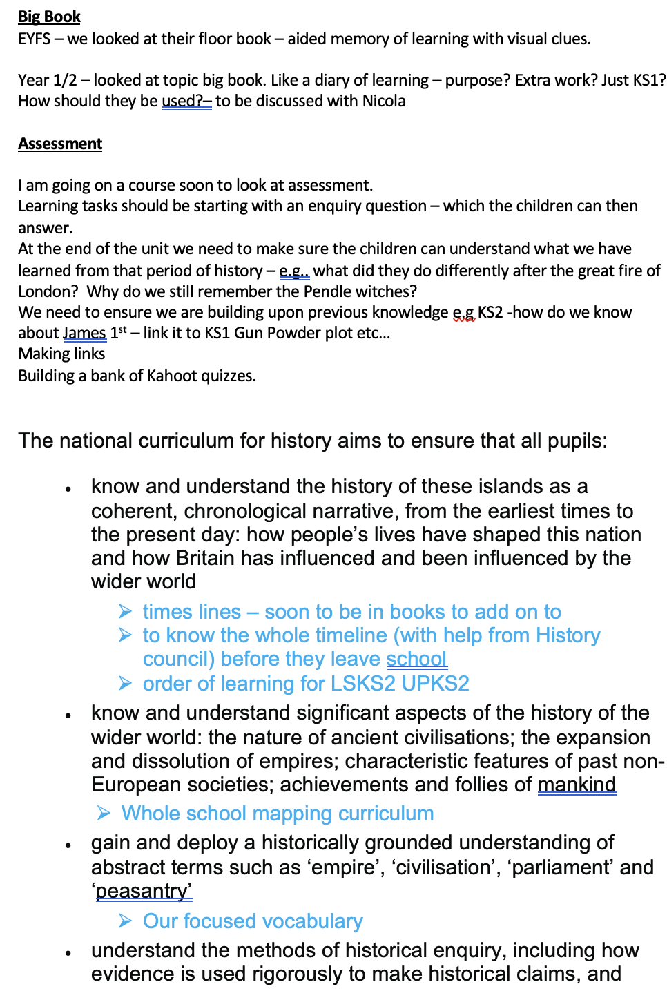 Big Book
EYFS – we looked at their floor book – aided memory of learning with visual clues.
Year 1/2 – looked at topic big book. Like a diary of learning – purpose? Extra work? Just KS1?
How should they be used?– to be discussed with Nicola
Assessment
I am going on a course soon to look at assessment.
Learning tasks should be starting with an enquiry question – which the children can then
answer.
At the end of the unit we need to make sure the children can understand what we have
learned from that period of history – e.g.. what did they do differently after the great fire of
London?  Why do we still remember the Pendle witches?
We need to ensure we are building upon previous knowledge e.g KS2 -how do we know
about James 1st – link it to KS1 Gun Powder plot etc...
Making links
Building a bank of Kahoot quizzes.
The national curriculum for history aims to ensure that all pupils:
• know and understand the history of these islands as a
coherent, chronological narrative, from the earliest times to
the present day: how people’s lives have shaped this nation
and how Britain has influenced and been influenced by the
wider world
➢ times lines – soon to be in books to add on to
➢ to know the whole timeline (with help from History
council) before they leave school
➢ order of learning for LSKS2 UPKS2
• know and understand significant aspects of the history of the
wider world: the nature of ancient civilisations; the expansion
and dissolution of empires; characteristic features of past non-
European societies; achievements and follies of mankind
➢ Whole school mapping curriculum
• gain and deploy a historically grounded understanding of
abstract terms such as ‘empire’, ‘civilisation’, ‘parliament’ and
‘peasantry’
➢ Our focused vocabulary
• understand the methods of historical enquiry, including how
evidence is used rigorously to make historical claims, and